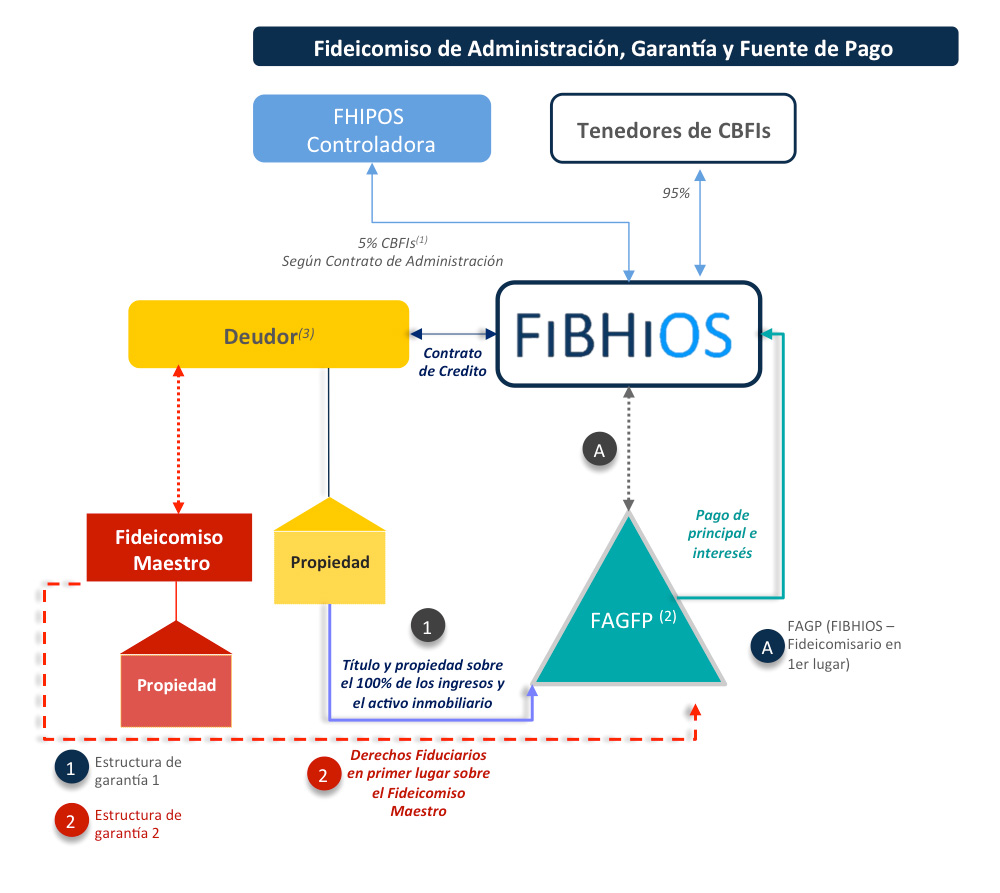 Fideicomiso de Administración, Garantía y Fuente de Pago
FHIPOS
Controladora
Tenedores de CBFIs
95%
5% CBFIs(1)
Según Contrato de Administración
Deudor(3)
Contrato
de Credito
FiBHiOS
A
Fideicomiso
Maestro
Propiedad
Pago de
principal e
interesés
FAGFP (2)
1
Título y propiedad sobre
el 100% de los ingresos y
el activo inmobiliario
A
FAGP (FIBHIOS –
Fideicomisario en
1er lugar)
Propiedad
1
Estructura de
garantía 1
2
Derechos Fiduciarios
en primer lugar sobre
el Fideicomiso
Maestro
2
Estructura de
garantía 2